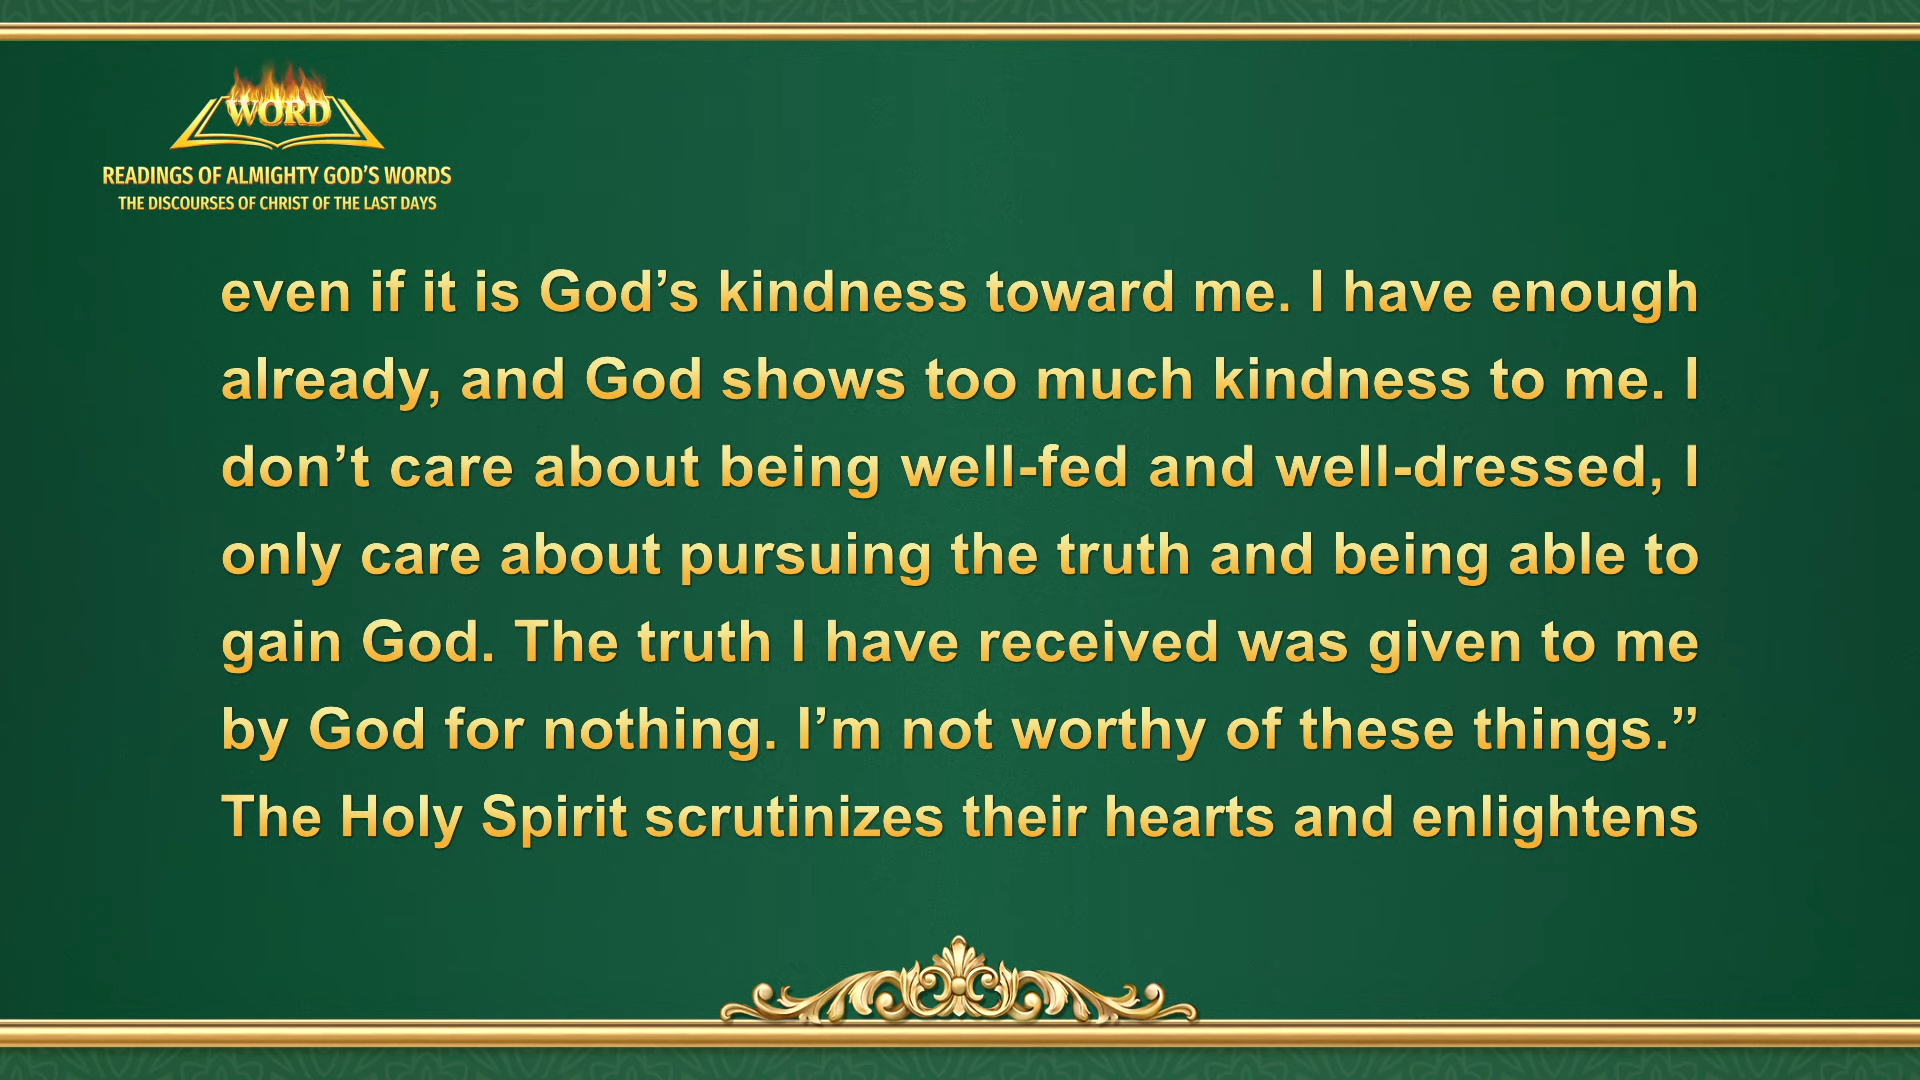 WORD
READINGS OF ALMIGHTY GOD’S WORDS
THE DISCOURSES OF CHRIST OF THE LAST DAYS
even if it is God’s kindness toward me. I have enough
already, and God shows too much kindness to me. I
don’t care about being well-fed and well-dressed, I
only care about pursuing the truth and being able to
gain God. The truth I have received was given to me
by God for nothing. I’m not worthy of these things.”
The Holy Spirit scrutinizes their hearts and enlightens